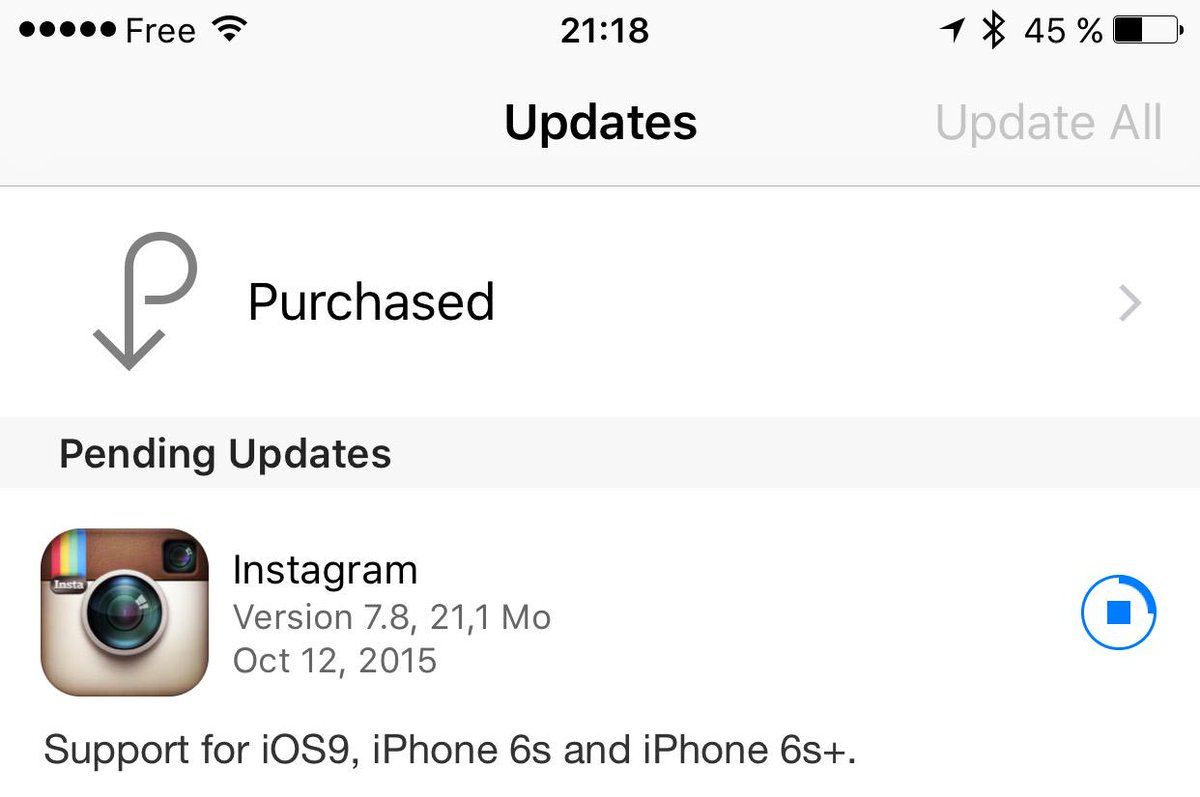 Free 21:18 45 %
Updates Update All
Purchased
Pending Updates
Insta
Instagram
Version 7.8, 21,1 Mo
Oct 12, 2015
Support for iOS9, iPhone 6s and iPhone 6s+.